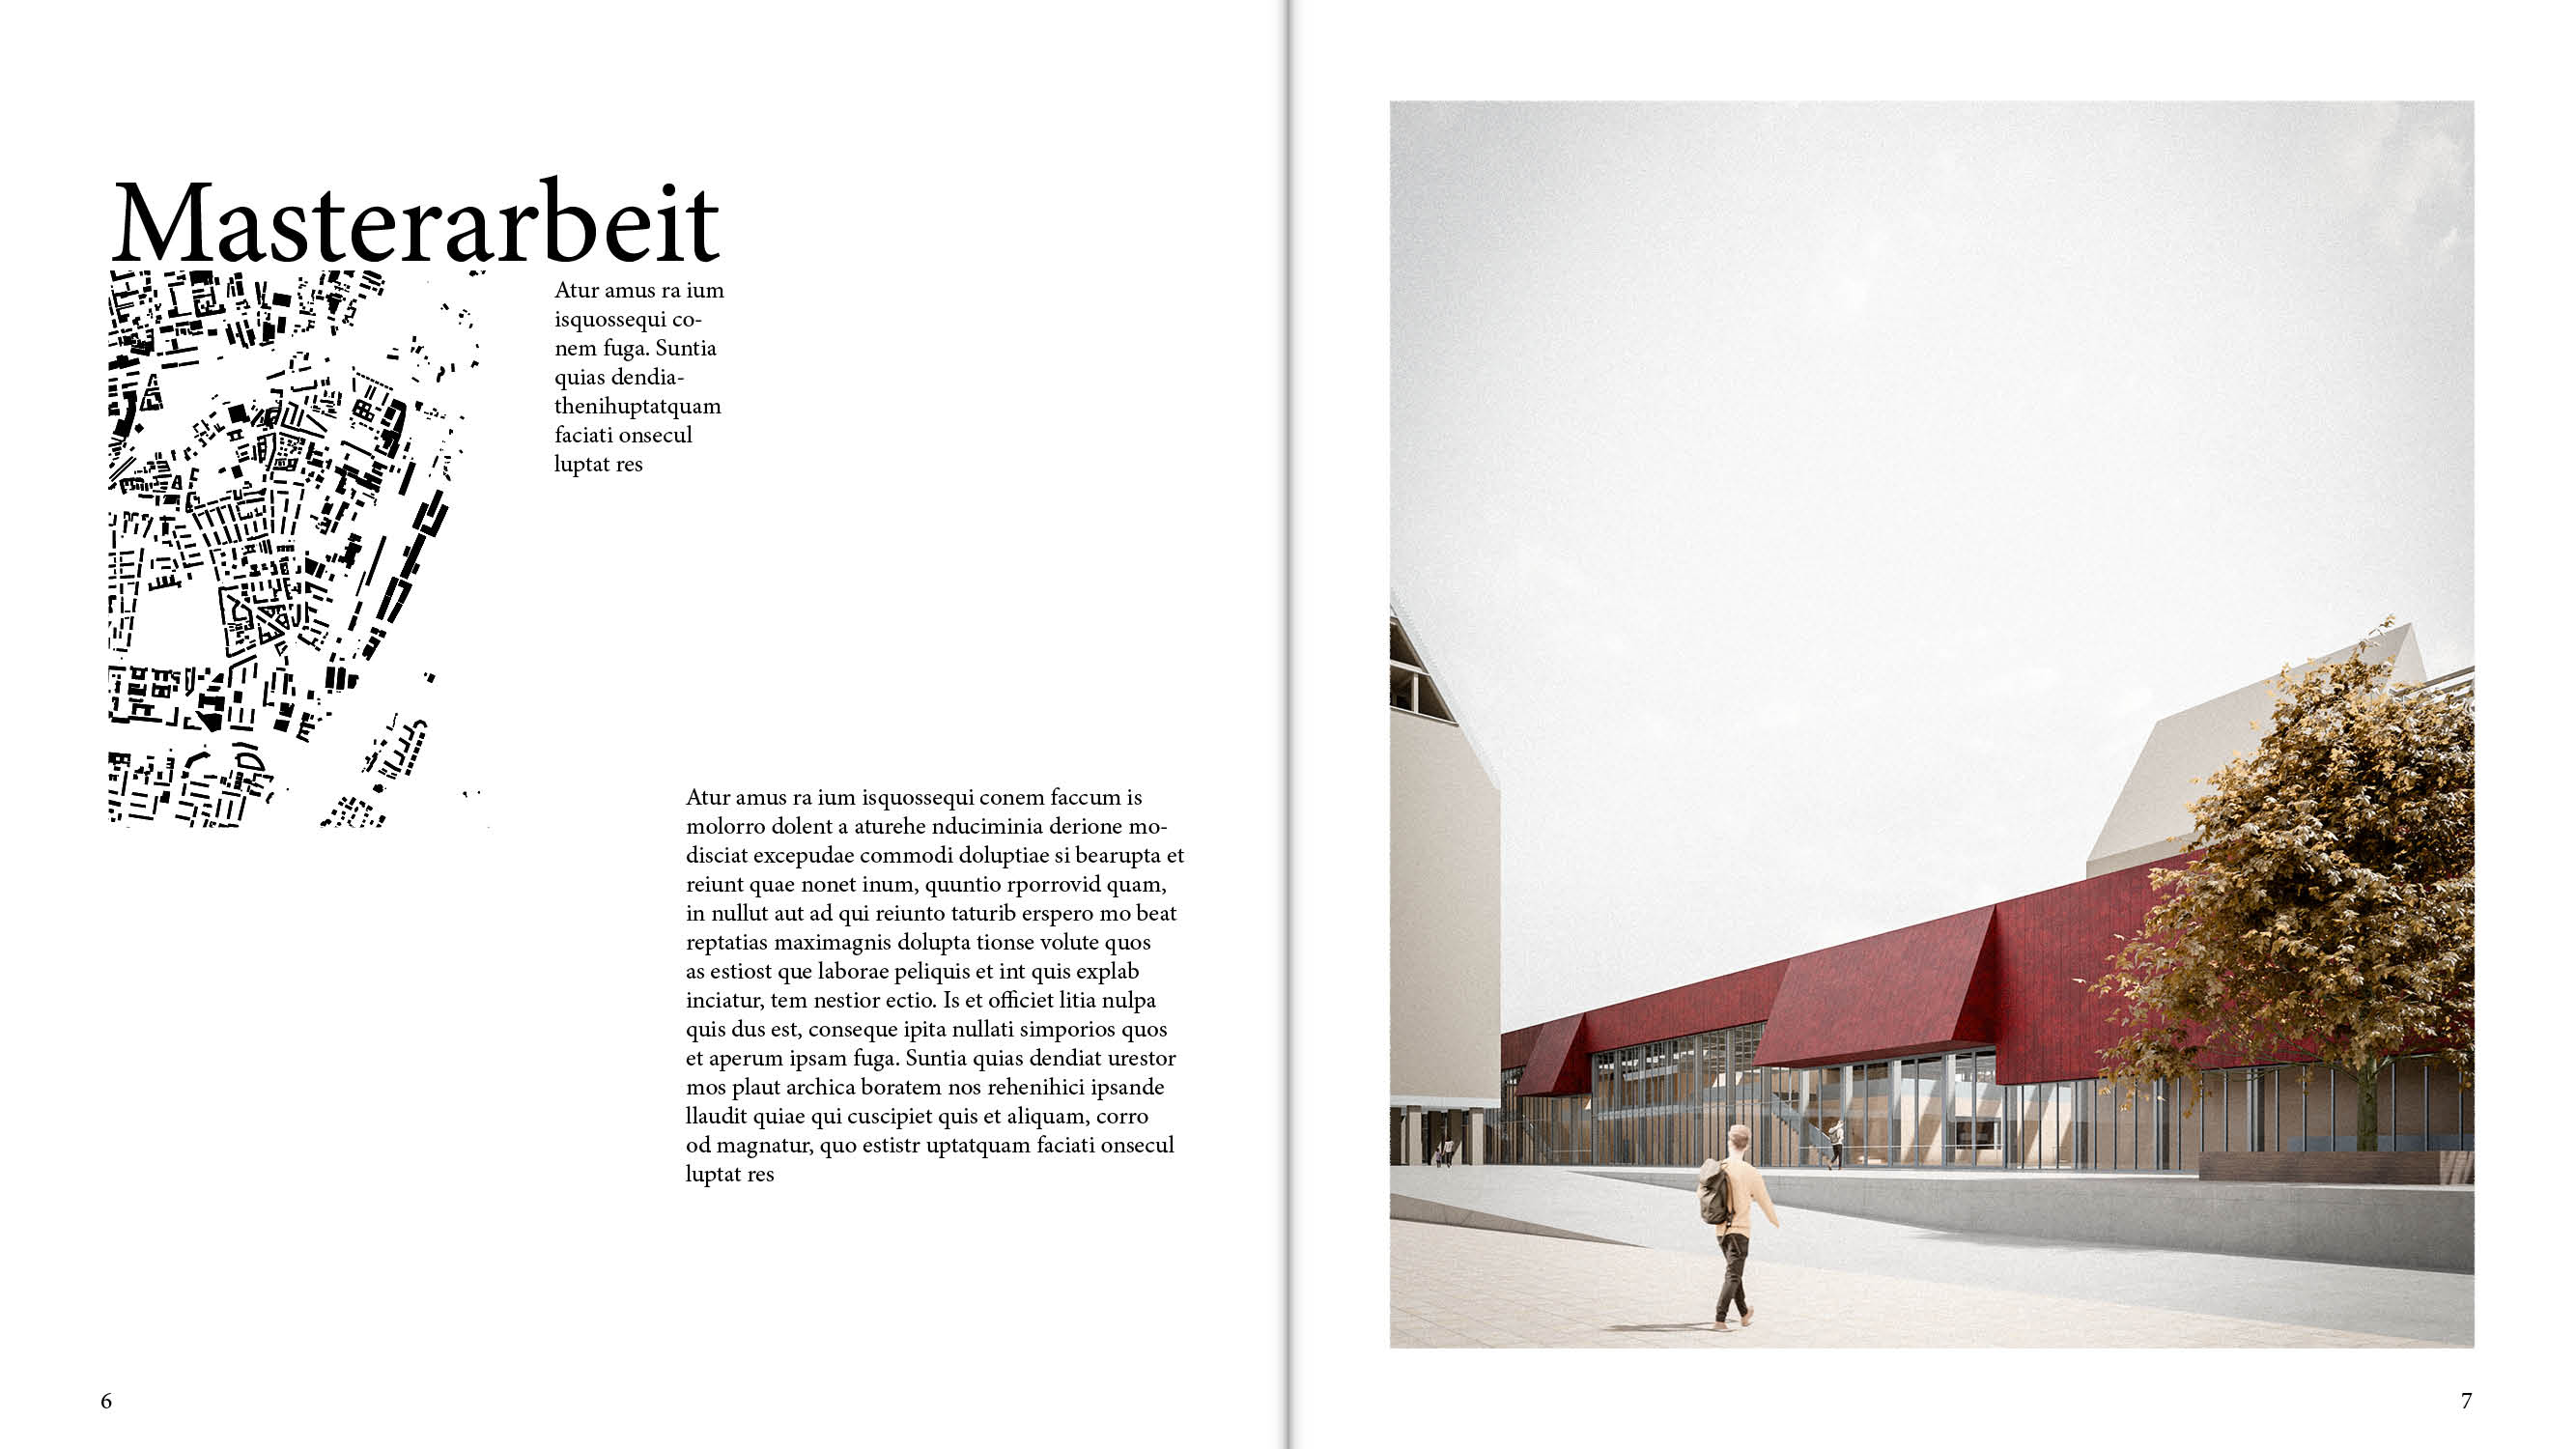 Masterarbeit
Atur amus ra ium
isquossequi co-
nem fuga. Suntia
quias dendia-
thenihuptatquam
faciati onsecul
luptat res
Atur amus ra ium isquossequi conem faccum is
molorro dolent a aturehe nduciminia derione mo-
disciat excepudae commodi doluptiae si bearupta et
reiunt quae nonet inum, quuntio rporrovid quam,
in nullut aut ad qui reiunto taturib erspero mo beat
reptatias maximagnis dolupta tionse volute quos
as estiost que laborae peliquis et int quis explab
inciatur, tem nestior ectio. Is et officiet litia nulpa
quis dus est, conseque ipita nullati simporios quos
et aperum ipsam fuga. Suntia quias dendiat urestor
mos plaut archica boratem nos rehenihici ipsande
llaudit quiae qui cuscipiet quis et aliquam, corro
od magnatur, quo estistr uptatquam faciati onsecul
luptat res
6
7